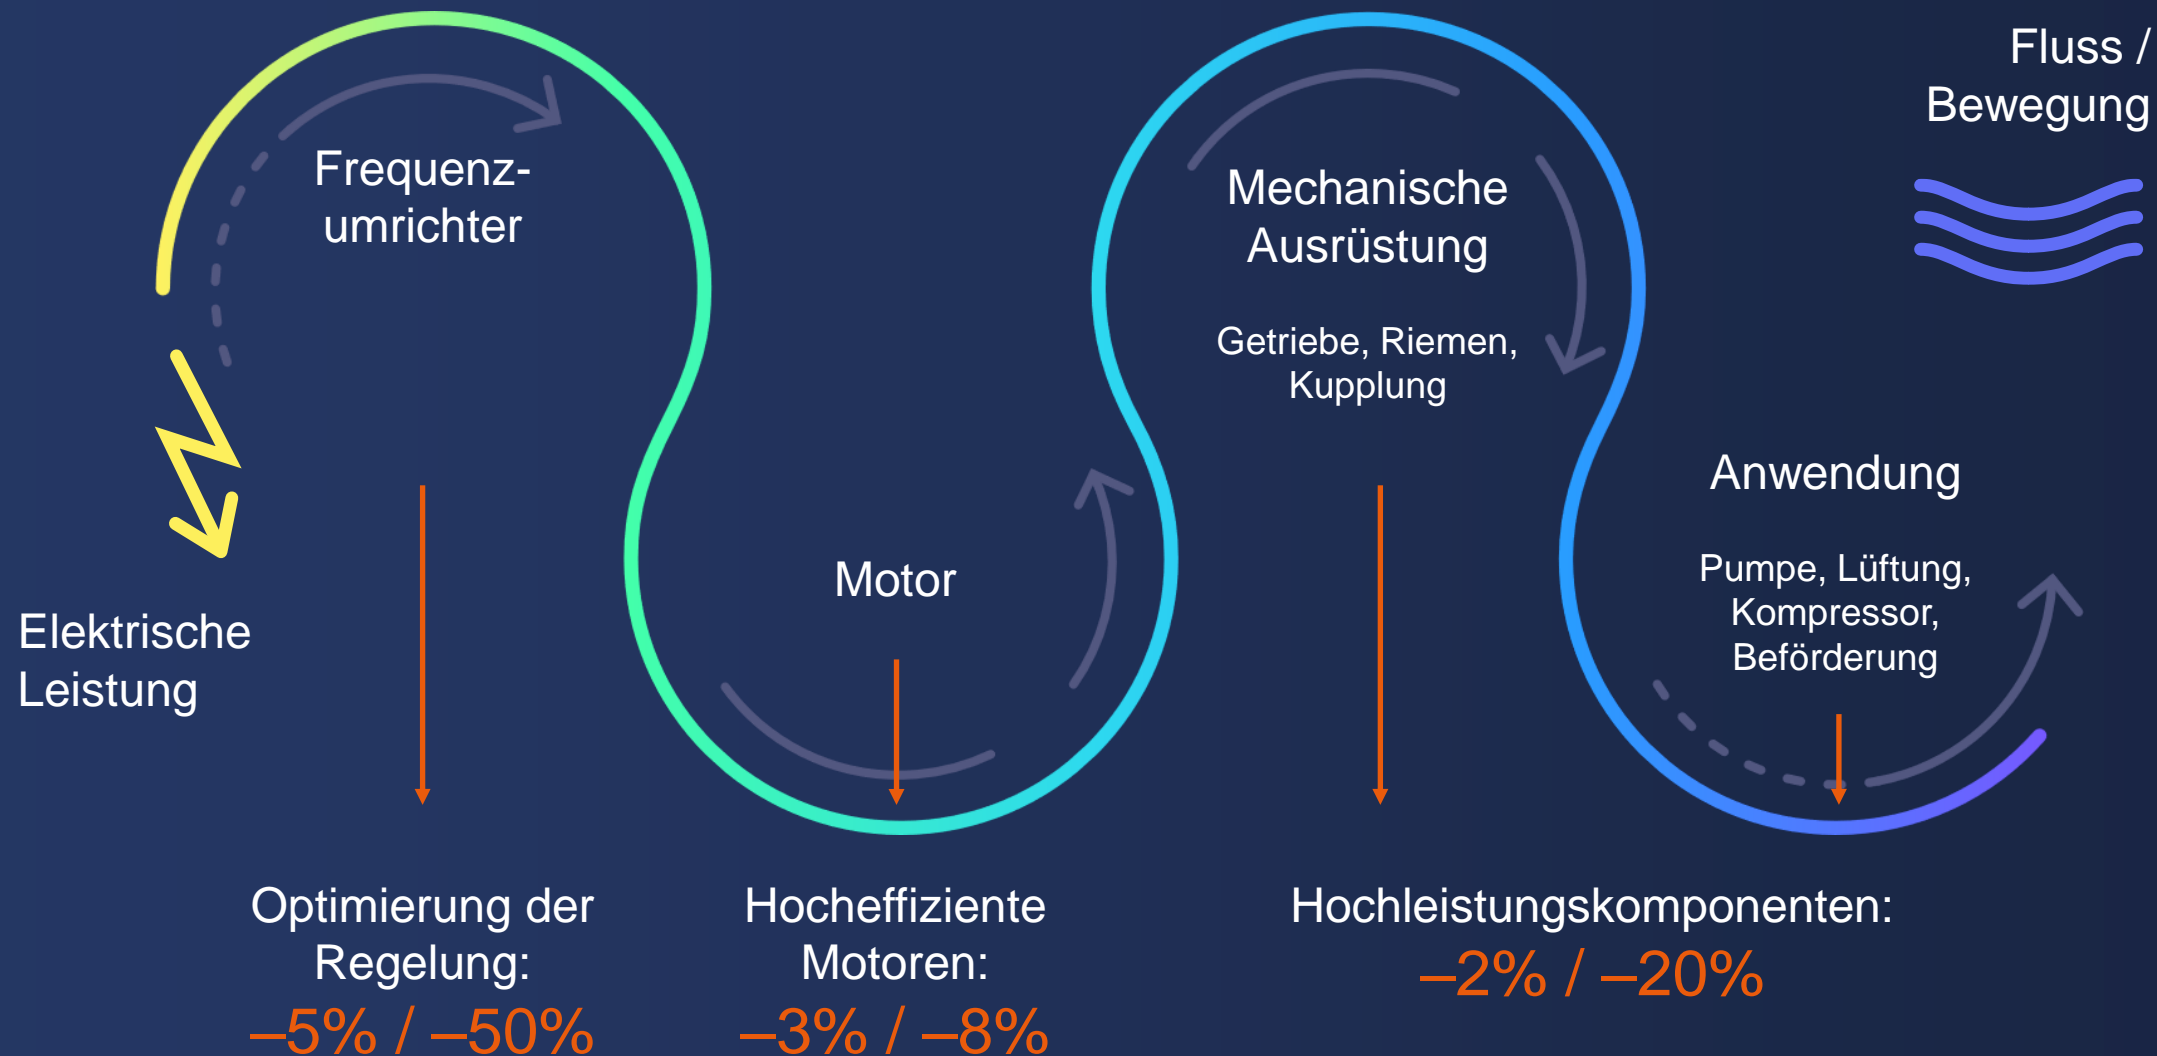 Frequenz-
umrichter
Elektrische
Leistung
Motor
Mechanische
Ausrüstung
Getriebe, Riemen,
Kupplung
Fluss /
Bewegung
Anwendung
Pumpe, Lüftung,
Kompressor,
Beförderung
Optimierung der
Regelung:
–5% / –50%
Hocheffiziente
Motoren:
–3% / –8%
Hochleistungskomponenten:
–2% / –20%